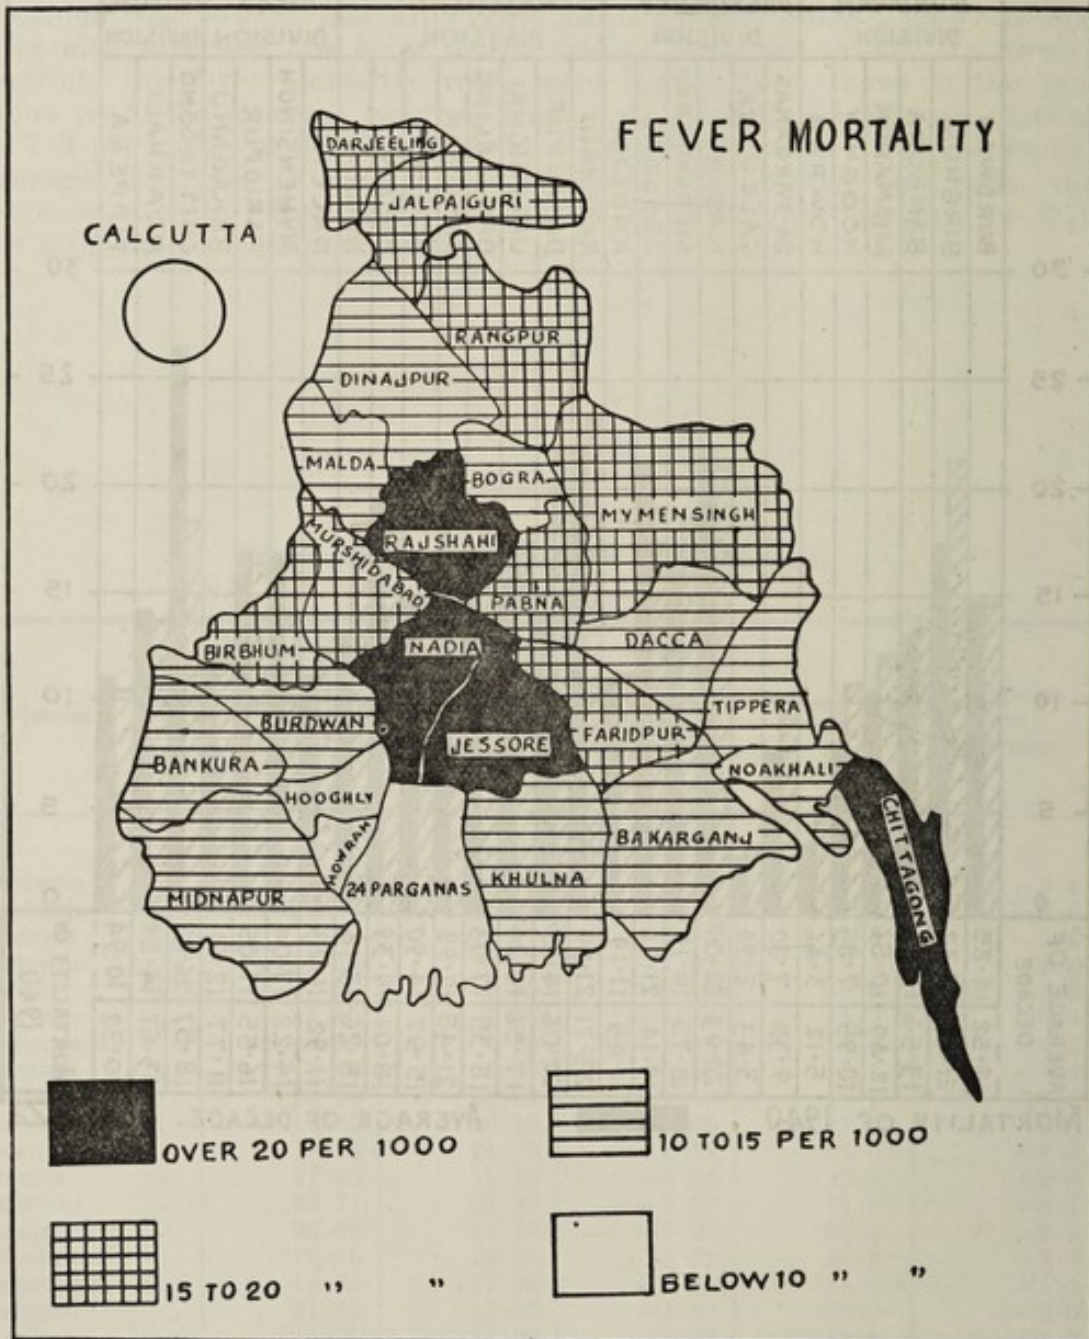 FEVER MORTALITY
CALCUTTA
DARJEELING
JALPAIGURI
RANGPUR
DINAJPUR
MALDA
BOGRA
MYMENSINGH
RAJSHAHI
MURSHIDABAD
PABNA
NADIA
DACCA
BIRBHUM
TIPPERA
BURDWAN
FARIDPUR
JESSORE
BANKURA
NOAKHALI
HOOGHLY
CHITTAGONG
HOWRAH
BAKARGANJ
24 PARGANAS
KHULNA
MIDNAPUR
OVER 20 PER 1000
10 TO 15 PER 1000
15 TO 20 " "
BELOW 10 " "